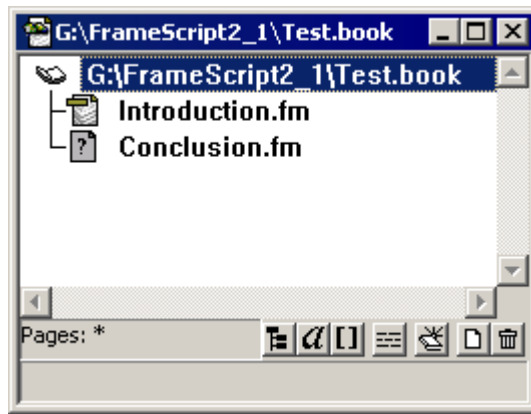 G:\FrameScript2_1\Test.book
G:\FrameScript2_1\Test.book
Introduction.fm
?
Conclusion.fm
Pages: *
a []